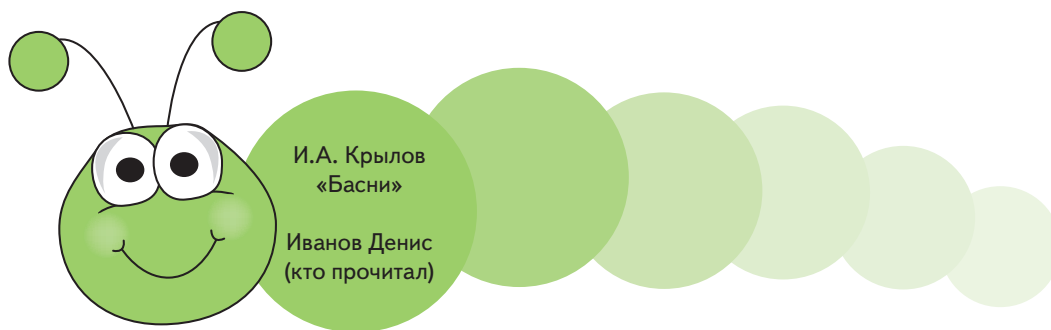 И.А. Крылов
«Басни»
Иванов Денис
(кто прочитал)